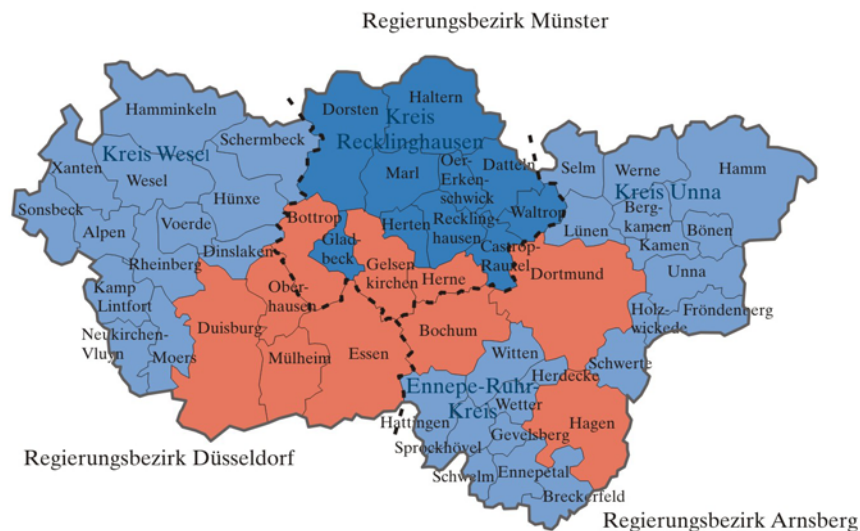 Regierungsbezirk Münster
Hamminkeln
Dorsten
Haltern
Kreis
Recklinghausen
Schermbeck
Kreis Wesel
Xanten
Wesel
Marl
Oer-
Erken-
schwick
Datteln
Selm
Werne
Hamm
Kreis Unna
Hünxe
Sonsbeck
Alpen
Voerde
Bottrop
Herten
Reckling-
hausen
Waltrop
Lünen
Berg-
kamen
Kamen
Bönen
Dinslaken
Glad-
beck
Castrop-
Rauxel
Rheinberg
Gelsen
kirchen
Herne
Dortmund
Unna
Kamp
Lintfort
Ober-
hausen
Holz-
wickede
Fröndenberg
Neukirchen-
Vluyn
Moers
Duisburg
Mülheim
Essen
Bochum
Witten
Schwerte
Herdecke
Ennepe-Ruhr-
Kreis
Wetter
Hattingen
Hagen
Gevelsberg
Sprockhövel
Schwelm
Ennepetal
Breckerfeld
Regierungsbezirk Düsseldorf
Regierungsbezirk Arnsberg